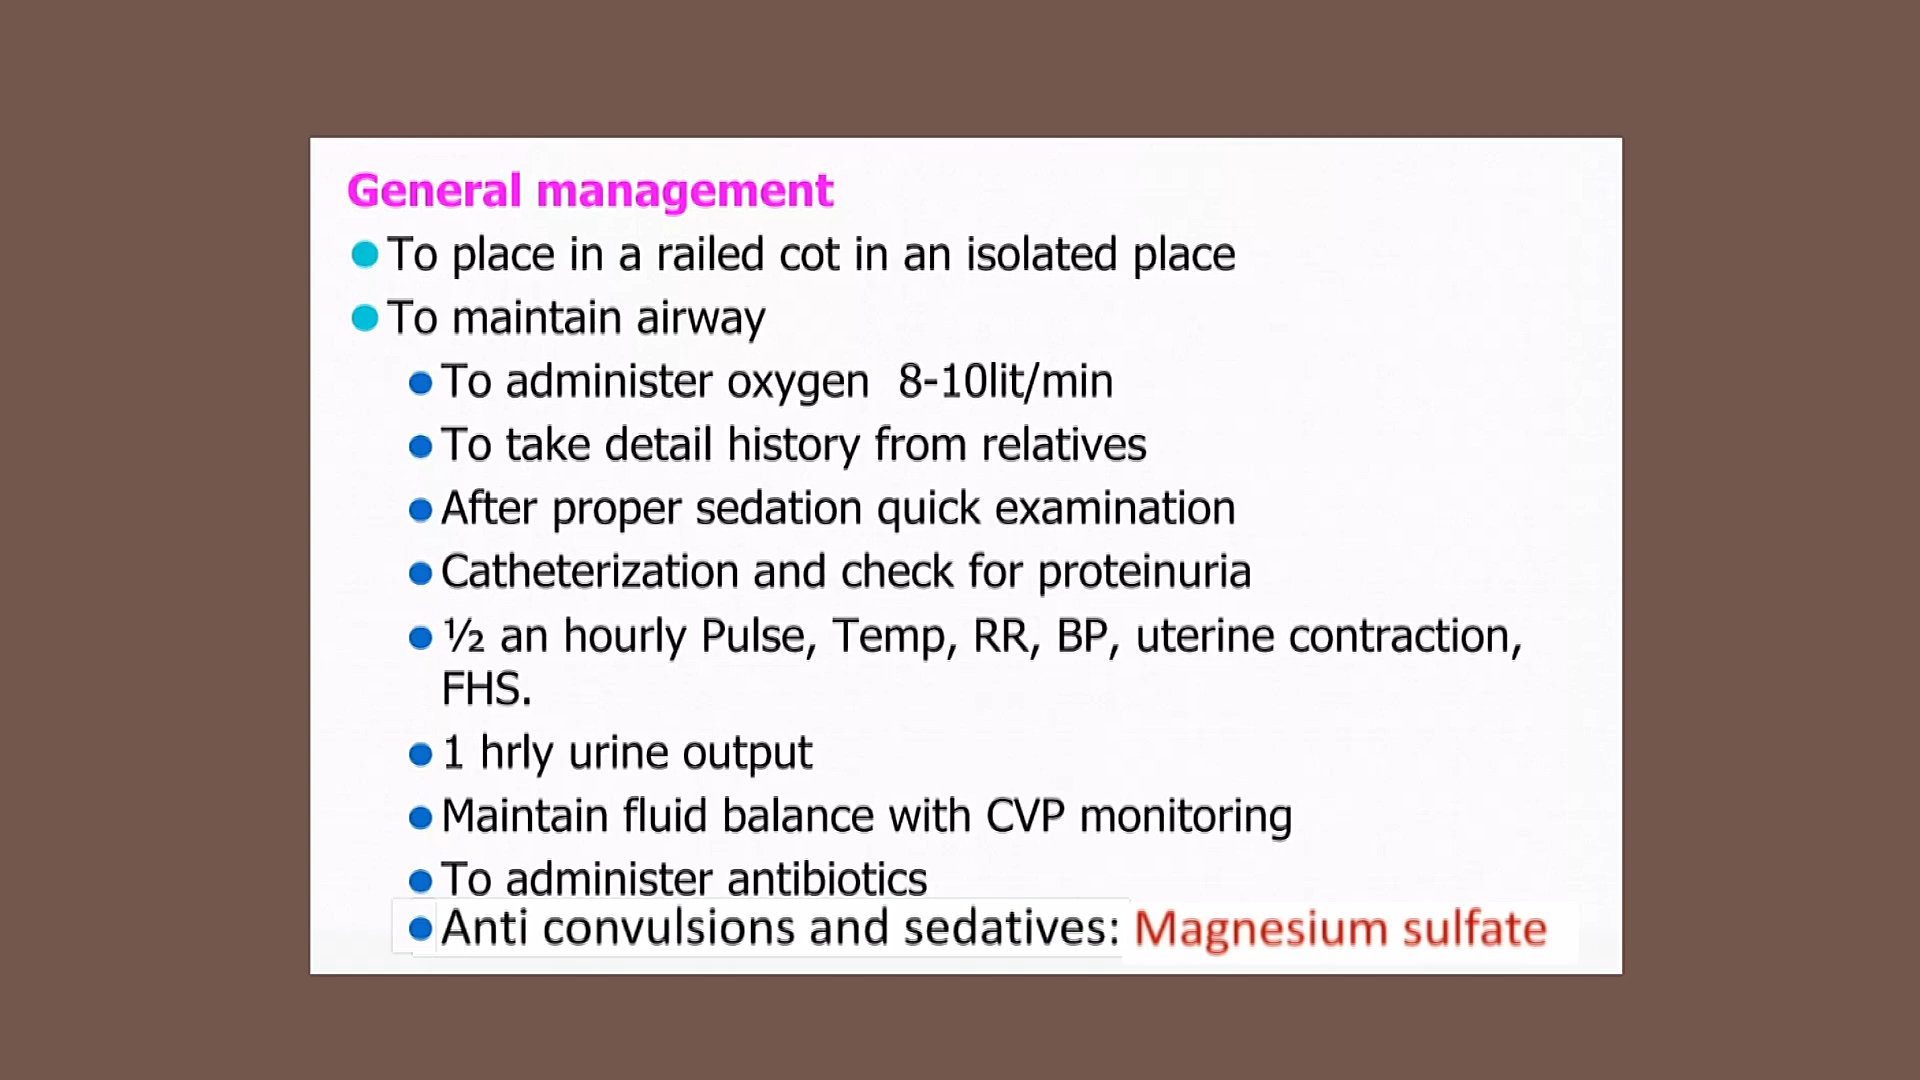 General management
To place in a railed cot in an isolated place
To maintain airway
To administer oxygen 8-10lit/min
To take detail history from relatives
After proper sedation quick examination
Catheterization and check for proteinuria
½ an hourly Pulse, Temp, RR, BP, uterine contraction,
FHS.
1 hrly urine output
Maintain fluid balance with CVP monitoring
To administer antibiotics
Anti convulsions and sedatives: Magnesium sulfate